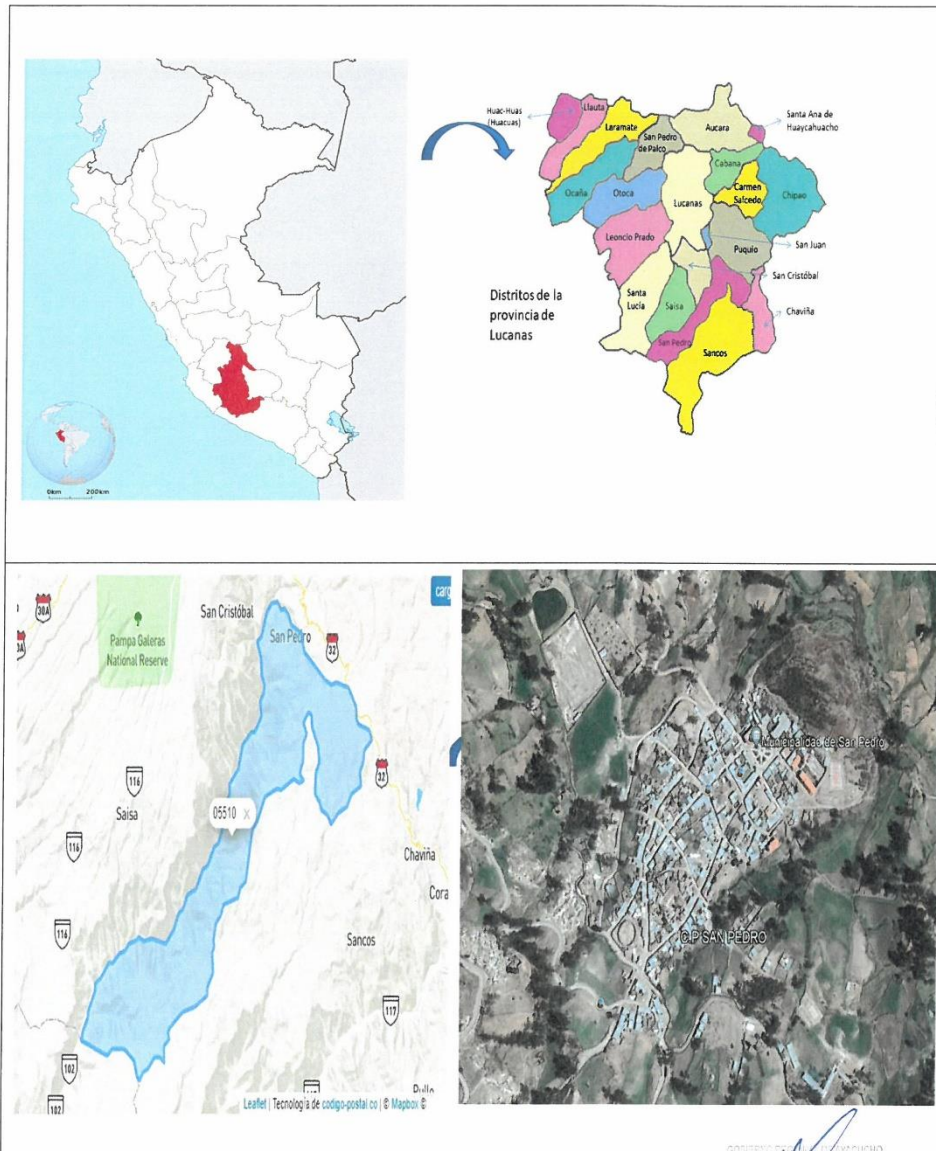 0km 200km
Huac-Huas
(Huacuas)
Llauta
Laramate
San Pedro
de Palco
Aucara
Santa Ana de
Huaycahuacho
Cabana
Carmen
Salcedo
Chipao
Ocaña
Otoca
Lucanas
Leoncio Prado
Puquio
San Juan
San Cristóbal
Chaviña
Santa
Lucía
Saisa
San Pedro
Sancos
Distritos de la
provincia de
Lucanas
30A
Pampa Galeras
National Reserve
San Cristóbal
San Pedro
32
carg
116
Saisa
116
05510 x
32
Chaviña
Cora
116
Sancos
117
102
102
Leaflet | Tecnología de codigo-postal.co | © Mapbox ©
Municipalidad de San Pedro
C.P SAN PEDRO